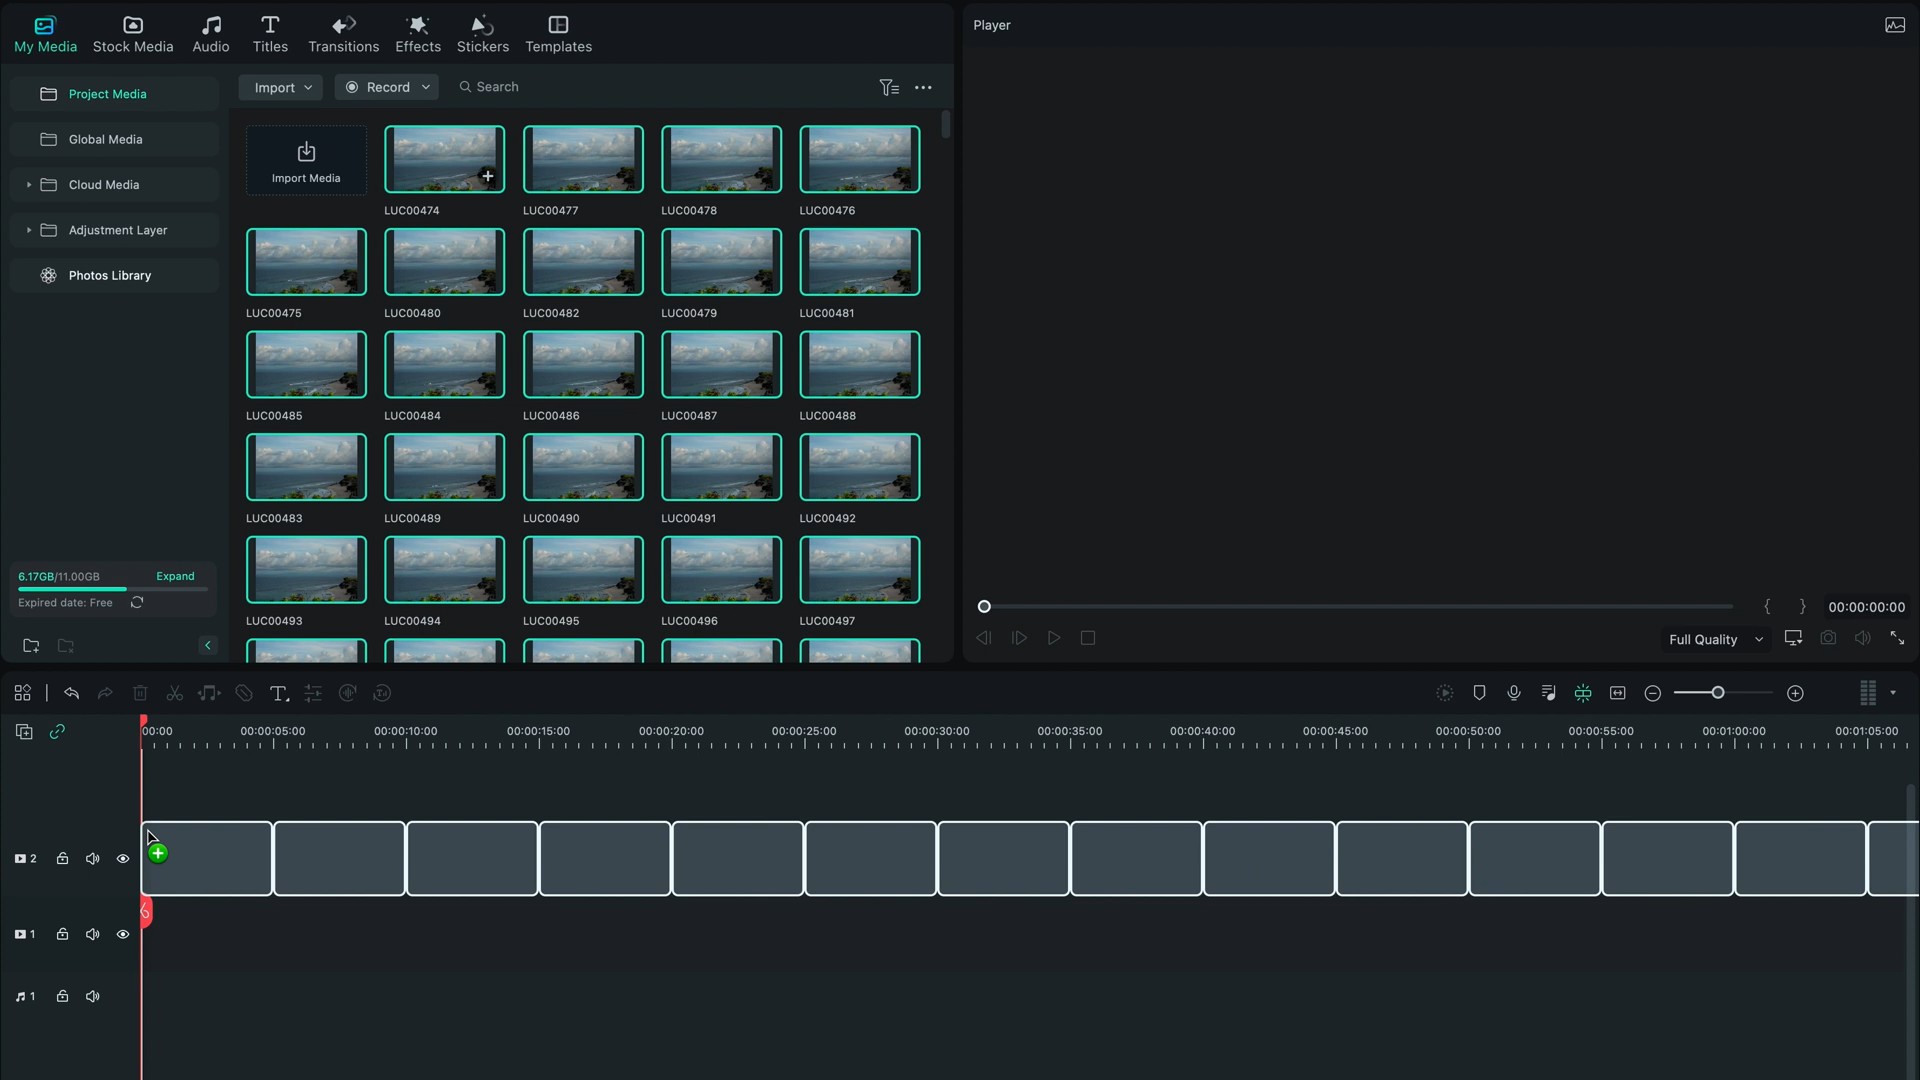 Player
My Media Stock Media Audio Titles Transitions Effects Stickers Templates
Project Media
Global Media
Cloud Media
Adjustment Layer
Photos Library
6.17GB/11.00GB Expand
Expired date: Free
Import Record Search
Import Media
LUC00474 LUC00477 LUC00478 LUC00476
LUC00475 LUC00480 LUC00482 LUC00479 LUC00481
LUC00485 LUC00484 LUC00486 LUC00487 LUC00488
LUC00483 LUC00489 LUC00490 LUC00491 LUC00492
LUC00493 LUC00494 LUC00495 LUC00496 LUC00497
{ } 00:00:00:00
Full Quality
00:00 00:00:05:00 00:00:10:00 00:00:15:00 00:00:20:00 00:00:25:00 00:00:30:00 00:00:35:00 00:00:40:00 00:00:45:00 00:00:50:00 00:00:55:00 00:01:00:00 00:01:05:00
2
1
1